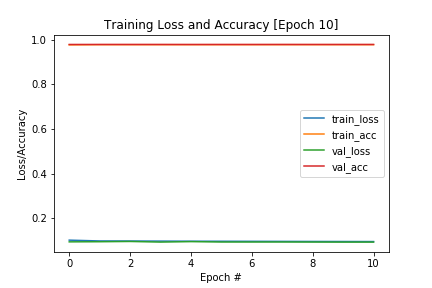 Training Loss and Accuracy [Epoch 10]
1.0
0.8
0.6
0.4
0.2
Loss/Accuracy
train_loss
train_acc
val_loss
val_acc
0 2 4 6 8 10
Epoch #